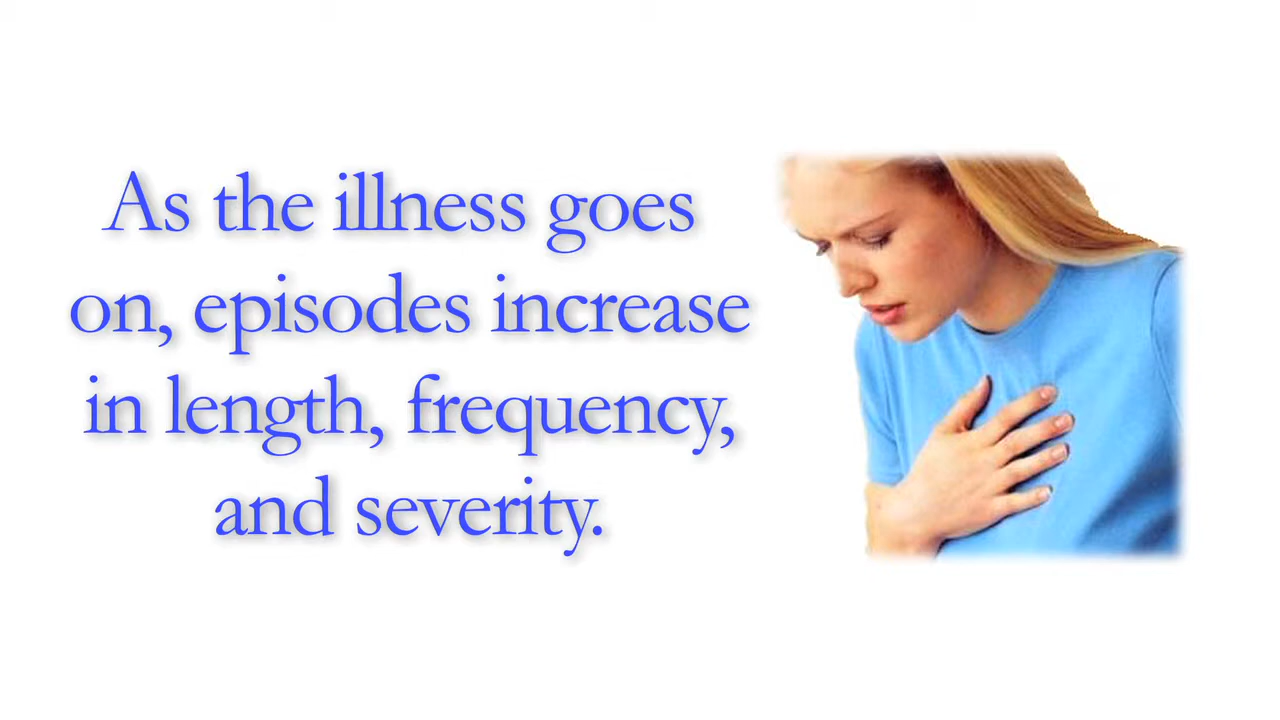 As the illness goes
on, episodes increase
in length, frequency,
and severity.